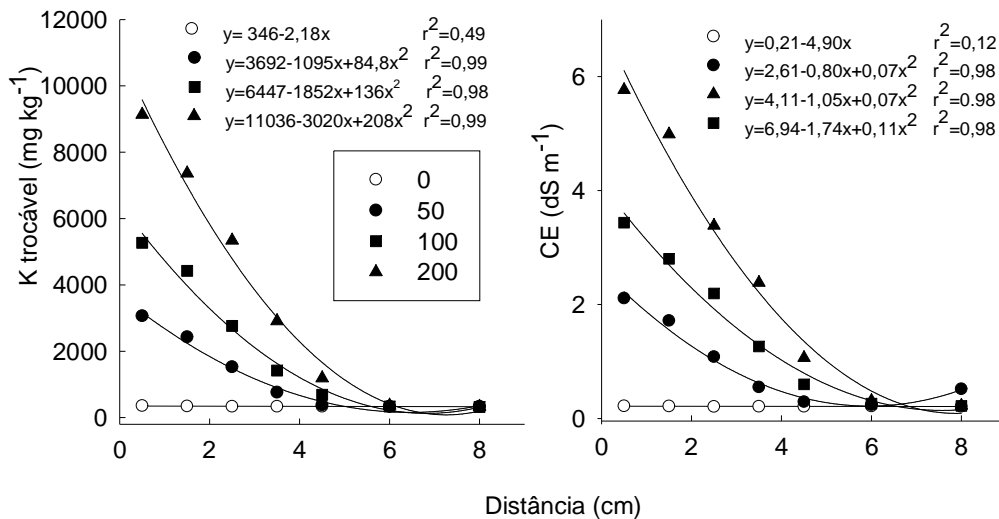 12000
10000
8000
6000
4000
2000
0
K trocável (mg kg-1)
y= 346-2,18x r2=0,49
y=3692-1095x+84,8x2 r2=0,99
y=6447-1852x+136x2 r2=0,98
y=11036-3020x+208x2 r2=0,99
0
50
100
200
0 2 4 6 8
6
4
2
0
CE (dS m-1)
y=0,21-4,90x r2=0,12
y=2,61-0,80x+0,07x2 r2=0,98
y=4,11-1,05x+0,07x2 r2=0.98
y=6,94-1,74x+0,11x2 r2=0,98
0 2 4 6 8
Distância (cm)